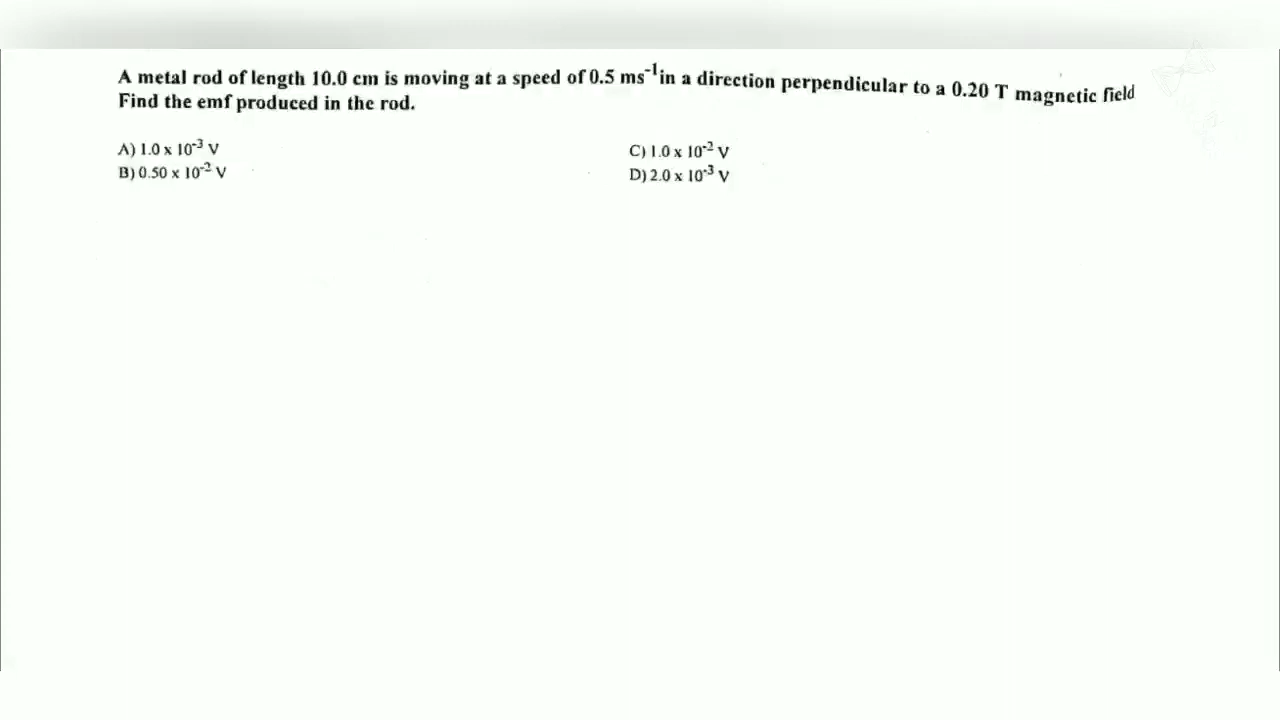 A metal rod of length 10.0 cm is moving at a speed of 0.5 ms⁻¹ in a direction perpendicular to a 0.20 T magnetic field
Find the emf produced in the rod.
A) 1.0 x 10⁻³ V
B) 0.50 x 10⁻² V
C) 1.0 x 10⁻² V
D) 2.0 x 10⁻³ V